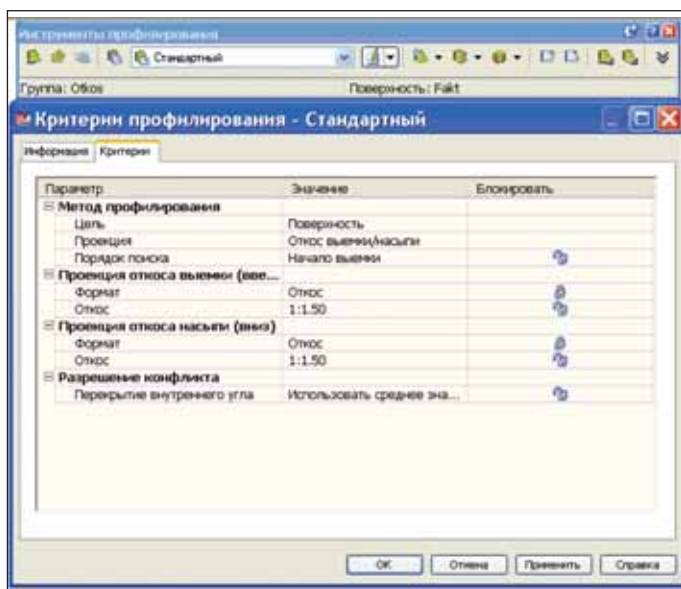 Инструменты профилирования
Стандартный
Группа: Otkos Поверхность: Fakt
Критерии профилирования - Стандартный
Информация Критерии
Параметр Значение Блокировать
Метод профилирования
Цель Поверхность
Проекция Откос выемки/насыпи
Порядок поиска Начало выемки
Проекция откоса выемки (вве...
Формат Откос
Откос 1:1.50
Проекция откоса насыпи (вниз)
Формат Откос
Откос 1:1.50
Разрешение конфликта
Перекрытие внутреннего угла Использовать среднее зна...
OK Отмена Применить Справка